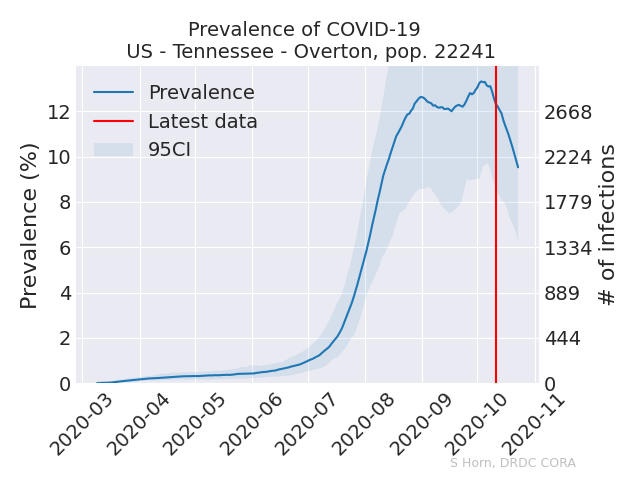 Prevalence of COVID-19
US - Tennessee - Overton, pop. 22241
Prevalence
Latest data
95CI
Prevalence (%)
12
10
8
6
4
2
0
2668
2224
1779
1334
889
444
0
# of infections
2020-03
2020-04
2020-05
2020-06
2020-07
2020-08
2020-09
2020-10
2020-11
S Horn, DRDC CORA